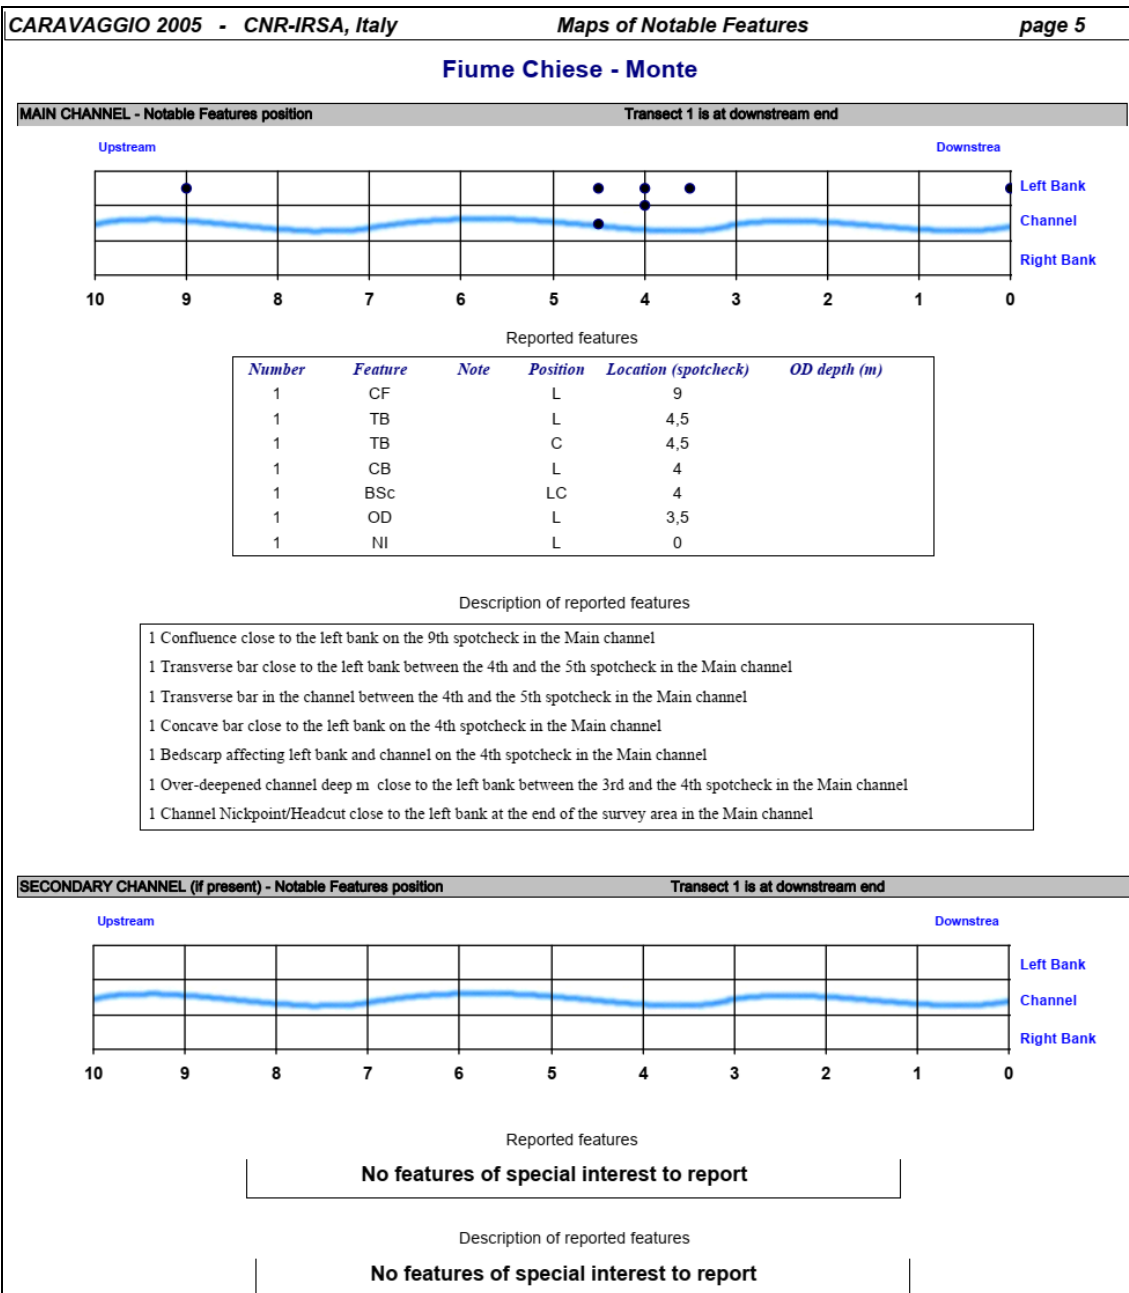 CARAVAGGIO 2005 - CNR-IRSA, Italy Maps of Notable Features page 5
Fiume Chiese - Monte
MAIN CHANNEL - Notable Features position Transect 1 is at downstream end
Upstream Downstrea
Left Bank
Channel
Right Bank
10 9 8 7 6 5 4 3 2 1 0
Reported features
Number Feature Note Position Location (spotcheck) OD depth (m)
1 CF L 9
1 TB L 4,5
1 TB C 4,5
1 CB L 4
1 BSc LC 4
1 OD L 3,5
1 NI L 0
Description of reported features
1 Confluence close to the left bank on the 9th spotcheck in the Main channel
1 Transverse bar close to the left bank between the 4th and the 5th spotcheck in the Main channel
1 Transverse bar in the channel between the 4th and the 5th spotcheck in the Main channel
1 Concave bar close to the left bank on the 4th spotcheck in the Main channel
1 Bedscarp affecting left bank and channel on the 4th spotcheck in the Main channel
1 Over-deepened channel deep m close to the left bank between the 3rd and the 4th spotcheck in the Main channel
1 Channel Nickpoint/Headcut close to the left bank at the end of the survey area in the Main channel
SECONDARY CHANNEL (if present) - Notable Features position Transect 1 is at downstream end
Upstream Downstrea
Left Bank
Channel
Right Bank
10 9 8 7 6 5 4 3 2 1 0
Reported features
No features of special interest to report
Description of reported features
No features of special interest to report